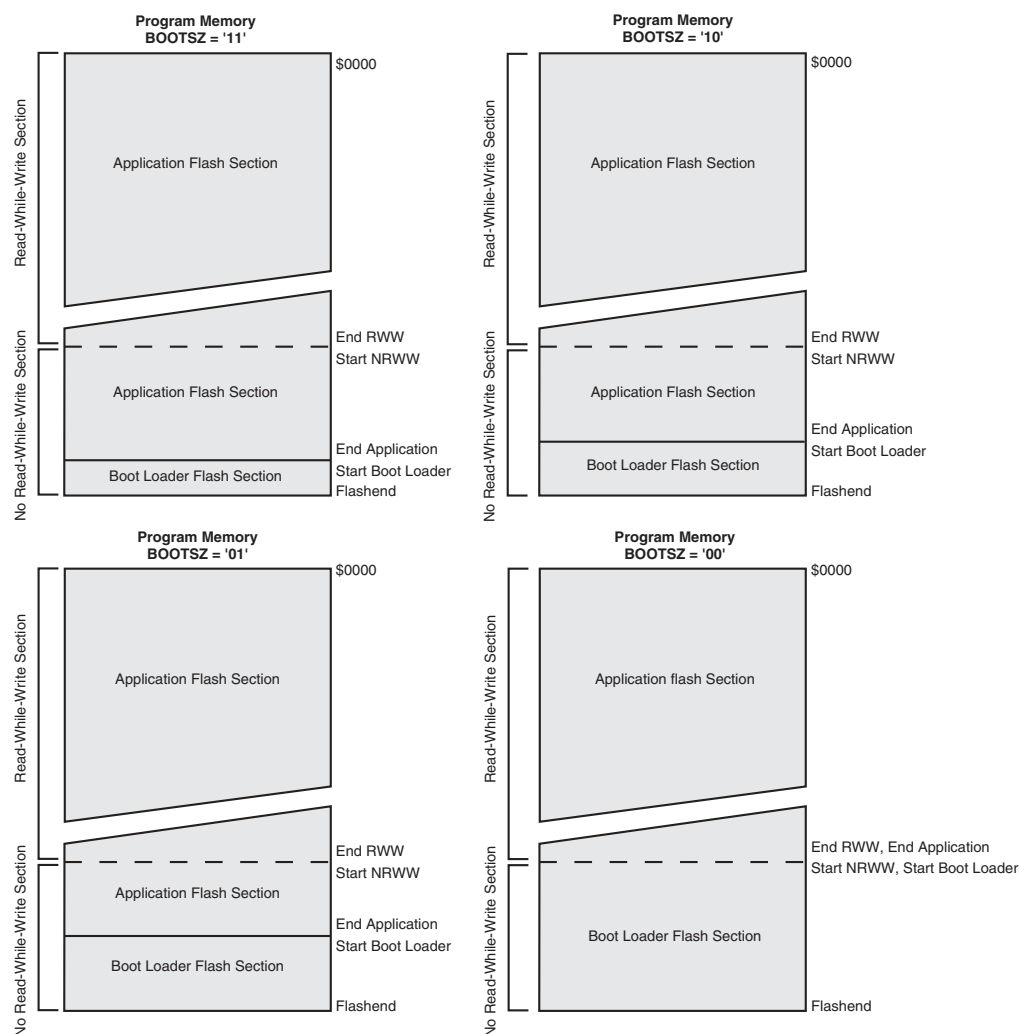 Program Memory
BOOTSZ = '11'
$0000
Read-While-Write Section
Application Flash Section
End RWW
Start NRWW
No Read-While-Write Section
Application Flash Section
End Application
Start Boot Loader
Boot Loader Flash Section
Flashend
Program Memory
BOOTSZ = '10'
$0000
Read-While-Write Section
Application Flash Section
End RWW
Start NRWW
No Read-While-Write Section
Application Flash Section
End Application
Start Boot Loader
Boot Loader Flash Section
Flashend
Program Memory
BOOTSZ = '01'
$0000
Read-While-Write Section
Application Flash Section
End RWW
Start NRWW
No Read-While-Write Section
Application Flash Section
End Application
Start Boot Loader
Boot Loader Flash Section
Flashend
Program Memory
BOOTSZ = '00'
$0000
Read-While-Write Section
Application flash Section
End RWW, End Application
Start NRWW, Start Boot Loader
No Read-While-Write Section
Boot Loader Flash Section
Flashend